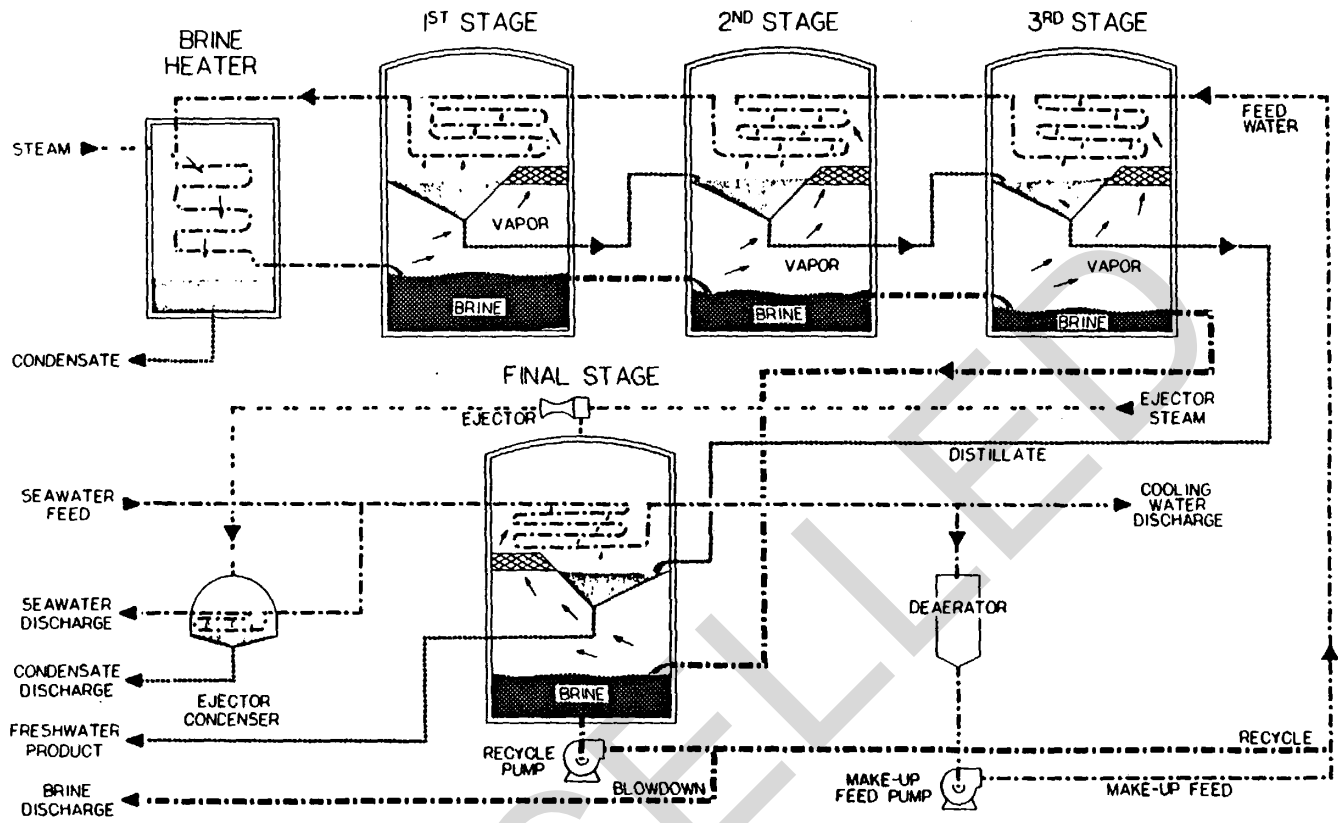 1ST STAGE
2ND STAGE
3RD STAGE
BRINE
HEATER
FEED
WATER
STEAM
VAPOR
VAPOR
VAPOR
BRINE
BRINE
BRINE
CONDENSATE
FINAL STAGE
EJECTOR
EJECTOR
STEAM
DISTILLATE
SEAWATER
FEED
COOLING
WATER
DISCHARGE
SEAWATER
DISCHARGE
DEAERATOR
CONDENSATE
DISCHARGE
EJECTOR
CONDENSER
BRINE
FRESHWATER
PRODUCT
RECYCLE
PUMP
RECYCLE
BLOWDOWN
MAKE-UP
FEED PUMP
MAKE-UP FEED
BRINE
DISCHARGE
CELLED